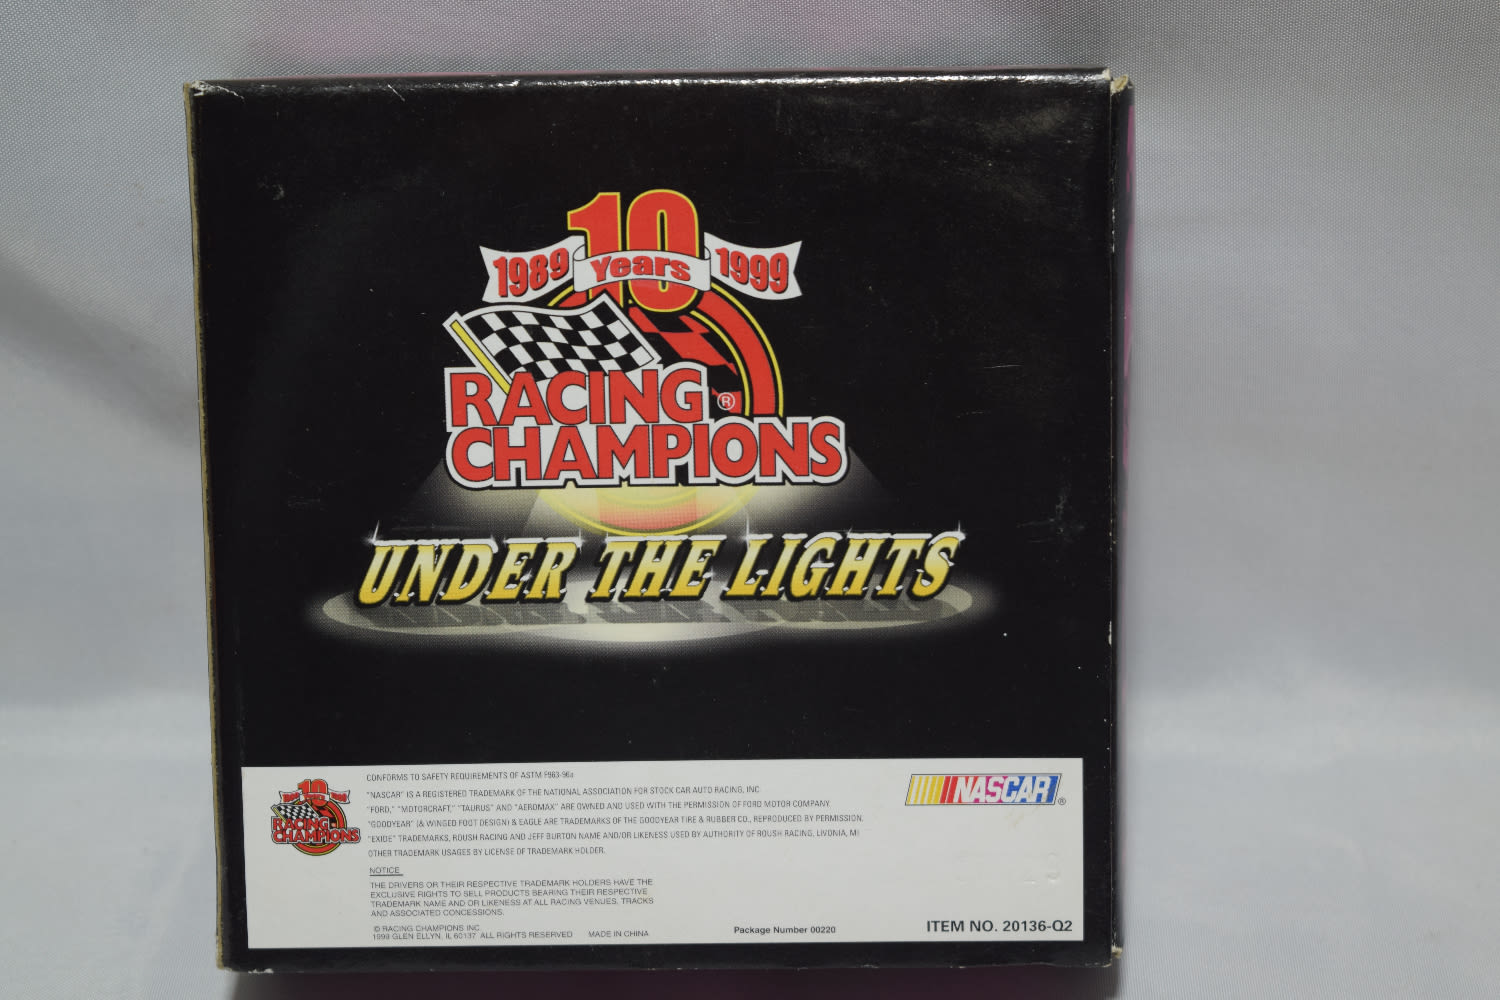 10
1989 Years 1999
RACING ®
CHAMPIONS
UNDER THE LIGHTS
10
RACING
CHAMPIONS
CONFORMS TO SAFETY REQUIREMENTS OF ASTM F963-96a
"NASCAR" IS A REGISTERED TRADEMARK OF THE NATIONAL ASSOCIATION FOR STOCK CAR AUTO RACING, INC.
"FORD," "MOTORCRAFT," "TAURUS" AND "AEROMAX" ARE OWNED AND USED WITH THE PERMISSION OF FORD MOTOR COMPANY.
"GOODYEAR" (& WINGED FOOT DESIGN) & EAGLE ARE TRADEMARKS OF THE GOODYEAR TIRE & RUBBER CO., REPRODUCED BY PERMISSION.
"EXIDE" TRADEMARKS, ROUSH RACING AND JEFF BURTON NAME AND/OR LIKENESS USED BY AUTHORITY OF ROUSH RACING, LIVONIA, MI
OTHER TRADEMARK USAGES BY LICENSE OF TRADEMARK HOLDER.
NOTICE
THE DRIVERS OR THEIR RESPECTIVE TRADEMARK HOLDERS HAVE THE
EXCLUSIVE RIGHTS TO SELL PRODUCTS BEARING THEIR RESPECTIVE
TRADEMARK NAME AND OR LIKENESS AT ALL RACING VENUES, TRACKS
AND ASSOCIATED CONCESSIONS.
© RACING CHAMPIONS INC.
1999 GLEN ELLYN, IL 60137 ALL RIGHTS RESERVED MADE IN CHINA
NASCAR ®
Package Number 00220
ITEM NO. 20136-Q2